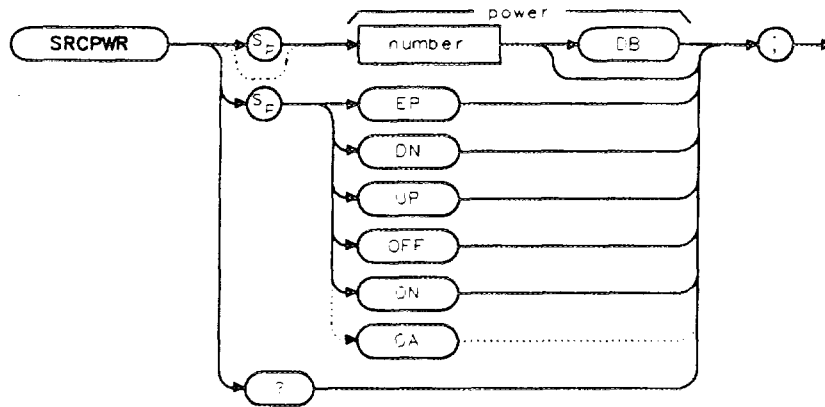 power
SRCPWR SP number DB ;
SP EP
DN
UP
OFF
ON
OA
?